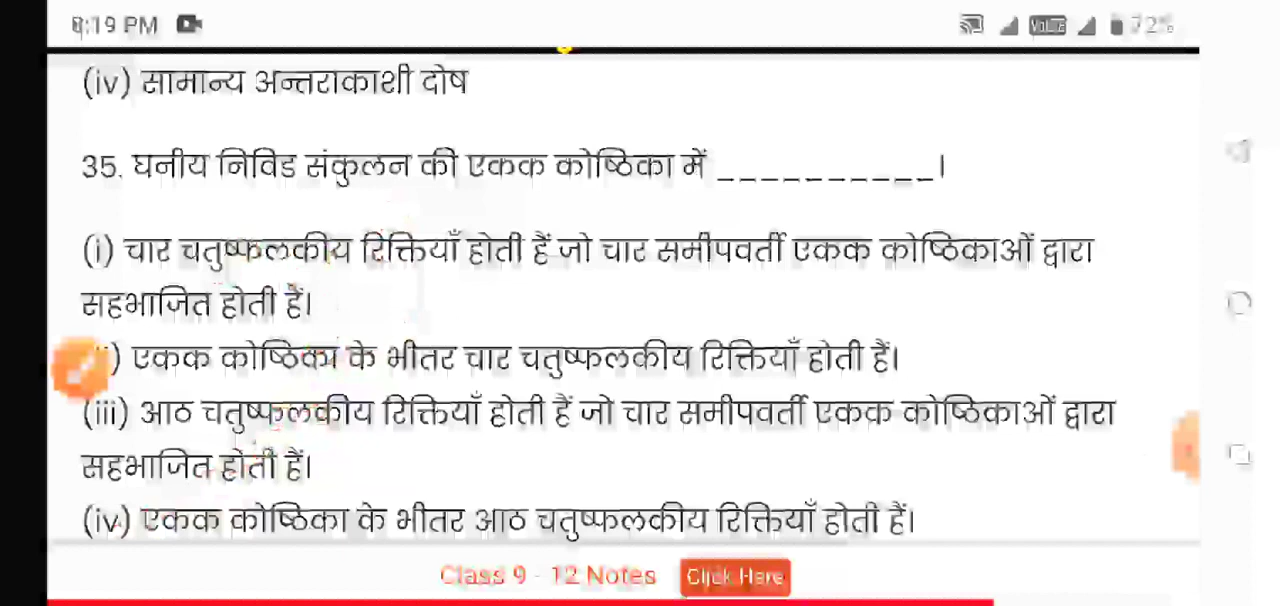 8:19 PM
VoLTE 72%
(iv) सामान्य अन्तराकाशी दोष
35. घनीय निविड संकुलन की एकक कोष्ठिका में __________।
(i) चार चतुष्फलकीय रिक्तियाँ होती हैं जो चार समीपवर्ती एकक कोष्ठिकाओं द्वारा
सहभाजित होती हैं।
) एकक कोष्ठिका के भीतर चार चतुष्फलकीय रिक्तियाँ होती हैं।
(iii) आठ चतुष्फलकीय रिक्तियाँ होती हैं जो चार समीपवर्ती एकक कोष्ठिकाओं द्वारा
सहभाजित होती हैं।
(iv) एकक कोष्ठिका के भीतर आठ चतुष्फलकीय रिक्तियाँ होती हैं।
Class 9 - 12 Notes Click Here